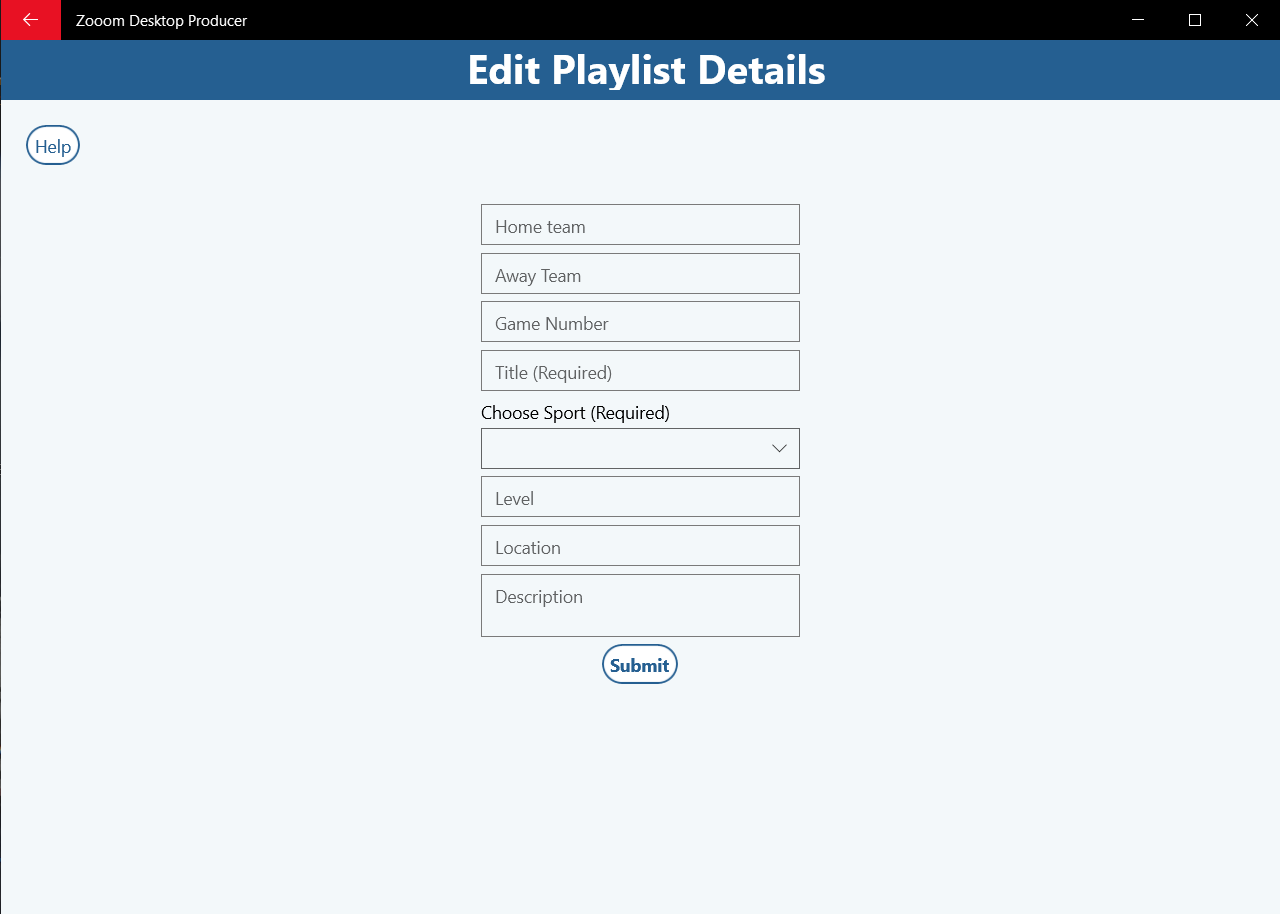 Zooom Desktop Producer
Edit Playlist Details
Help
Home team
Away Team
Game Number
Title (Required)
Choose Sport (Required)
Level
Location
Description
Submit